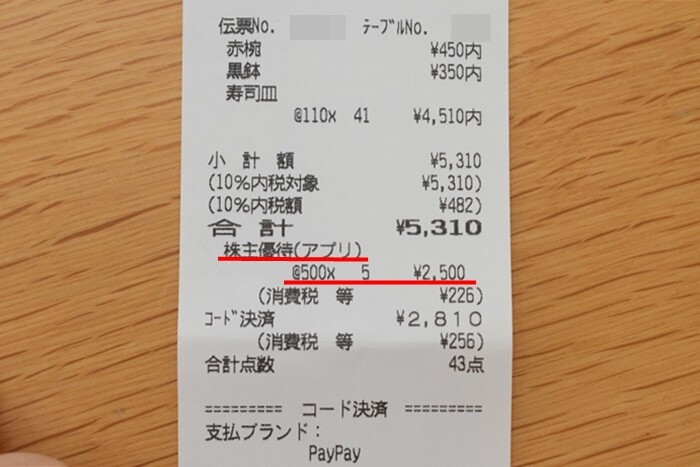 伝票No. ﾃｰﾌﾞﾙNo.
赤椀 ¥450内
黒鉢 ¥350内
寿司皿
@110x 41 ¥4,510内
小 計 額 ¥5,310
(10%内税対象 ¥5,310)
(10%内税額 ¥482)
合 計 ¥5,310
株主優待(アプリ)
@500x 5 ¥2,500
(消費税 等 ¥226)
ｺｰﾄﾞ決済 ¥2,810
(消費税 等 ¥256)
合計点数 43点
========= コード決済 =========
支払ブランド：
PayPay